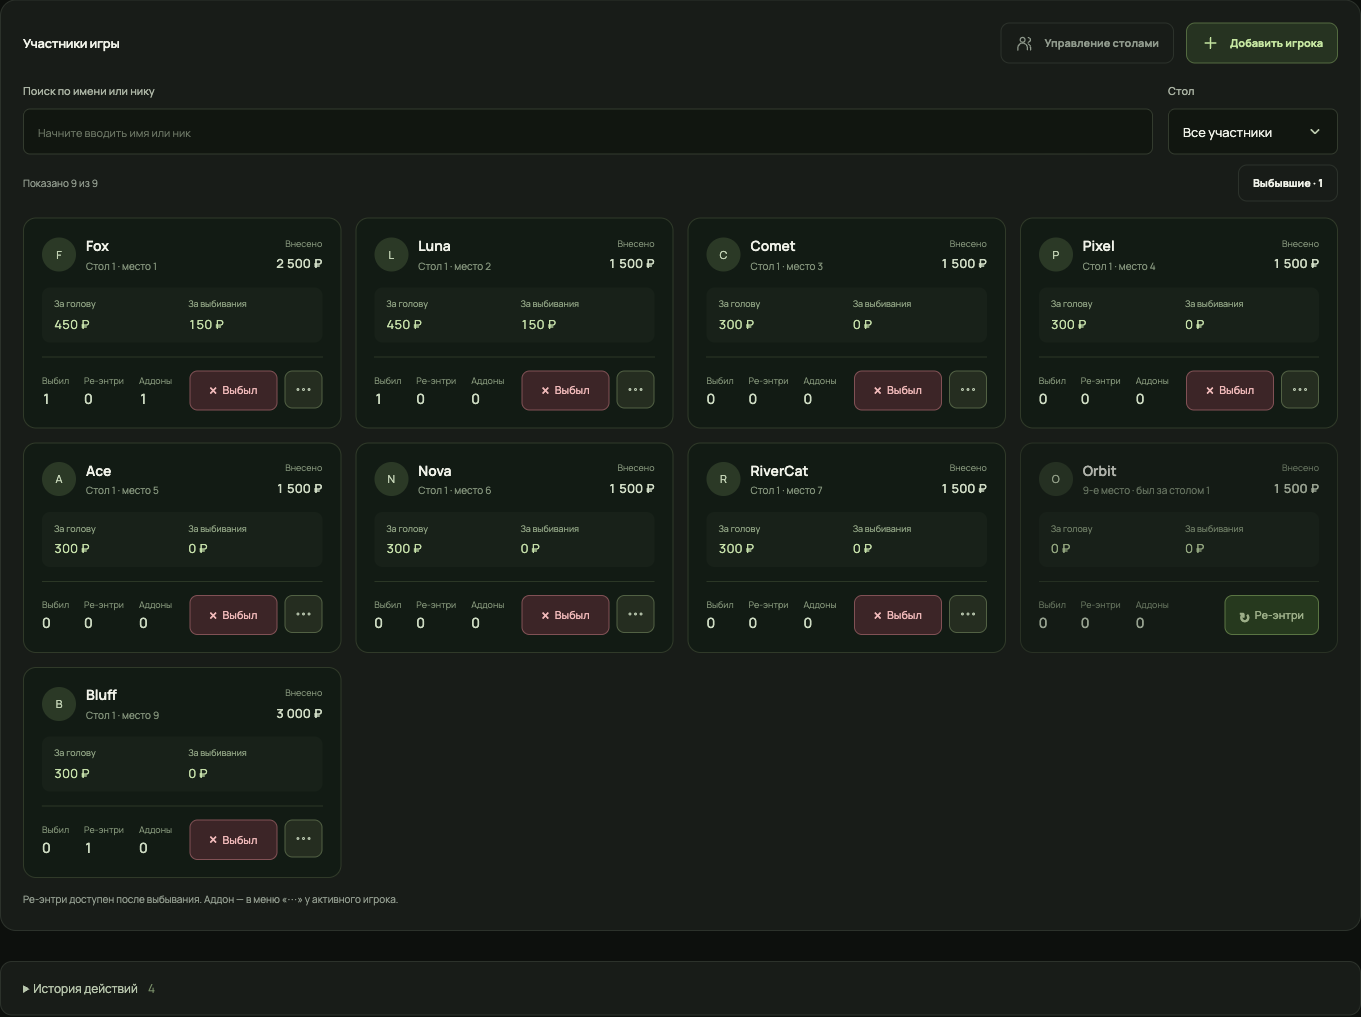 Участники игры
Управление столами
Добавить игрока
Поиск по имени или нику
Стол
Начните вводить имя или ник
Все участники
Показано 9 из 9
Выбывшие · 1
F
Fox
Стол 1 · место 1
Внесено
2 500 ₽
За голову
За выбивания
450 ₽
150 ₽
Выбил
Ре-энтри
Аддоны
1
0
1
× Выбыл
···
L
Luna
Стол 1 · место 2
Внесено
1 500 ₽
За голову
За выбивания
450 ₽
150 ₽
Выбил
Ре-энтри
Аддоны
1
0
0
× Выбыл
···
C
Comet
Стол 1 · место 3
Внесено
1 500 ₽
За голову
За выбивания
300 ₽
0 ₽
Выбил
Ре-энтри
Аддоны
0
0
0
× Выбыл
···
P
Pixel
Стол 1 · место 4
Внесено
1 500 ₽
За голову
За выбивания
300 ₽
0 ₽
Выбил
Ре-энтри
Аддоны
0
0
0
× Выбыл
···
A
Ace
Стол 1 · место 5
Внесено
1 500 ₽
За голову
За выбивания
300 ₽
0 ₽
Выбил
Ре-энтри
Аддоны
0
0
0
× Выбыл
···
N
Nova
Стол 1 · место 6
Внесено
1 500 ₽
За голову
За выбивания
300 ₽
0 ₽
Выбил
Ре-энтри
Аддоны
0
0
0
× Выбыл
···
R
RiverCat
Стол 1 · место 7
Внесено
1 500 ₽
За голову
За выбивания
300 ₽
0 ₽
Выбил
Ре-энтри
Аддоны
0
0
0
× Выбыл
···
O
Orbit
9-е место · был за столом 1
Внесено
1 500 ₽
За голову
За выбивания
0 ₽
0 ₽
Выбил
Ре-энтри
Аддоны
0
0
0
↻ Ре-энтри
B
Bluff
Стол 1 · место 9
Внесено
3 000 ₽
За голову
За выбивания
300 ₽
0 ₽
Выбил
Ре-энтри
Аддоны
0
1
0
× Выбыл
···
Ре-энтри доступен после выбывания. Аддон — в меню «···» у активного игрока.
▶ История действий 4